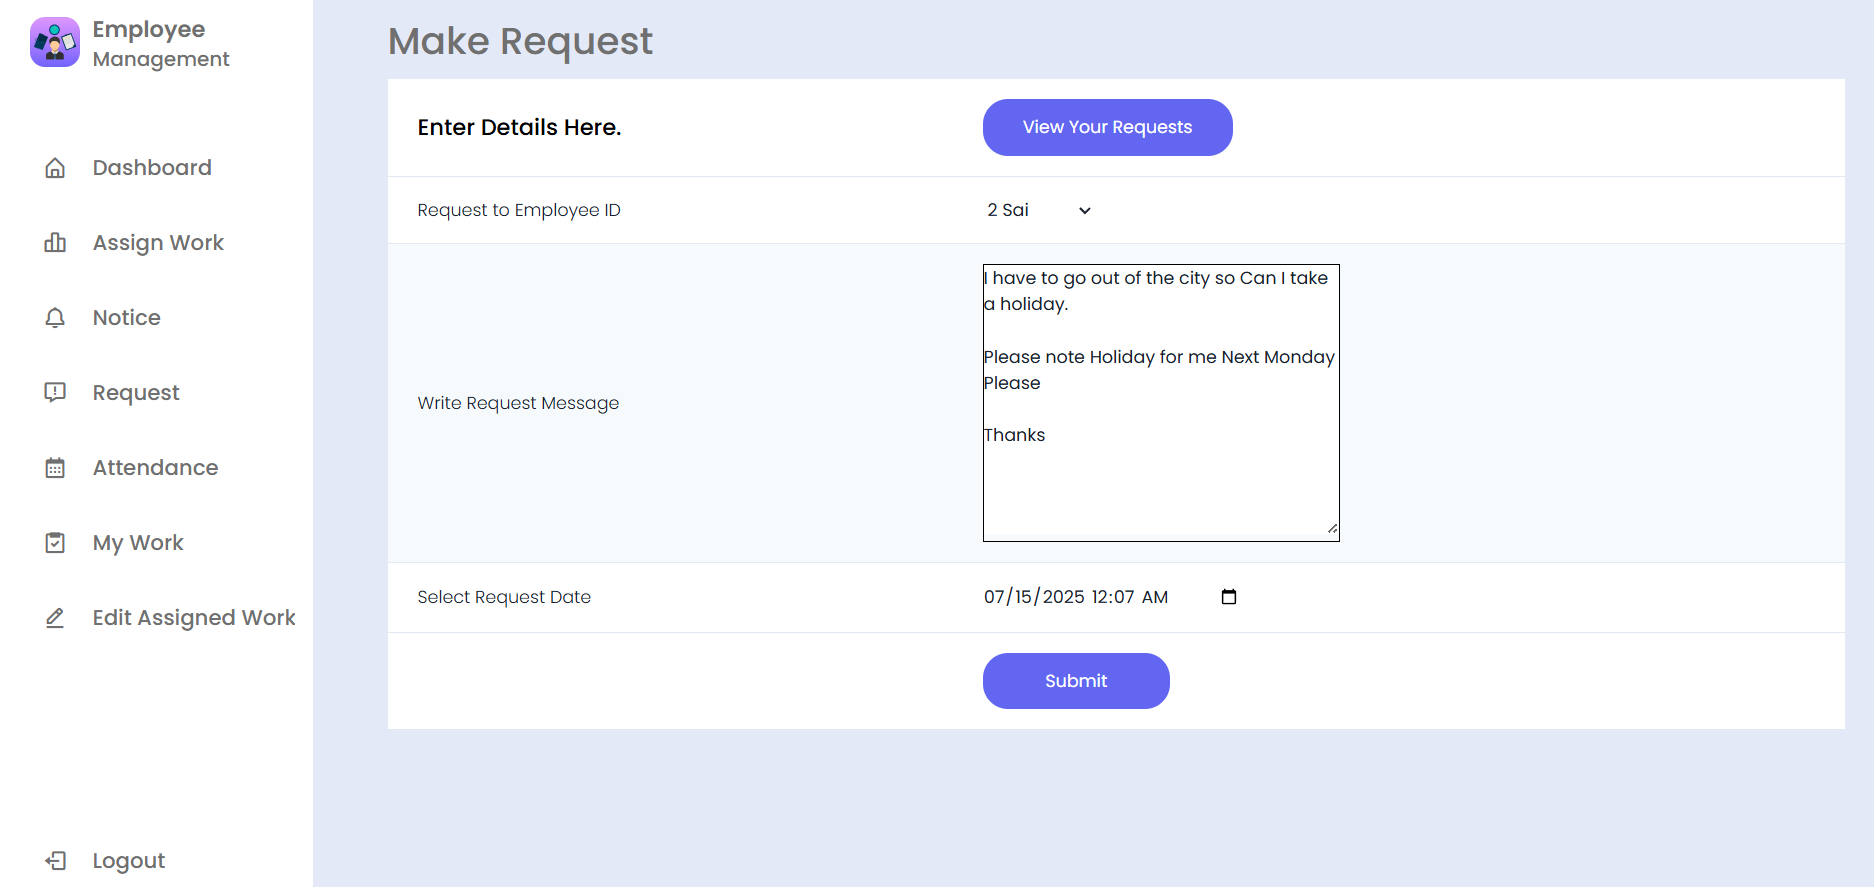 Employee
Management
Dashboard
Assign Work
Notice
Request
Attendance
My Work
Edit Assigned Work
Logout
Make Request
Enter Details Here.
View Your Requests
Request to Employee ID
2 Sai
Write Request Message
I have to go out of the city so Can I take
a holiday.
Please note Holiday for me Next Monday
Please
Thanks
Select Request Date
07/15/2025 12:07 AM
Submit